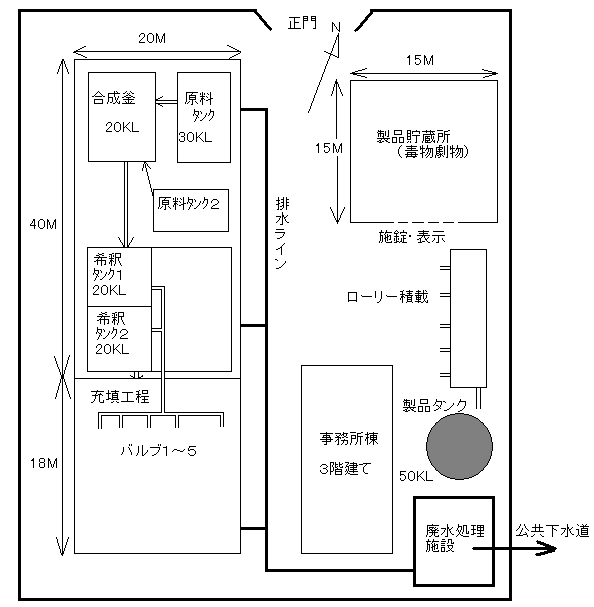 正門
N
20M
15M
合成釜
20KL
原料
タンク
30KL
15M
製品貯蔵所
(毒物劇物)
原料タンク2
排水ライン
40M
施錠・表示
希釈
タンク1
20KL
希釈
タンク2
20KL
ローリー積載
充填工程
バルブ1～5
18M
製品タンク
50KL
事務所棟
3階建て
廃水処理
施設
公共下水道